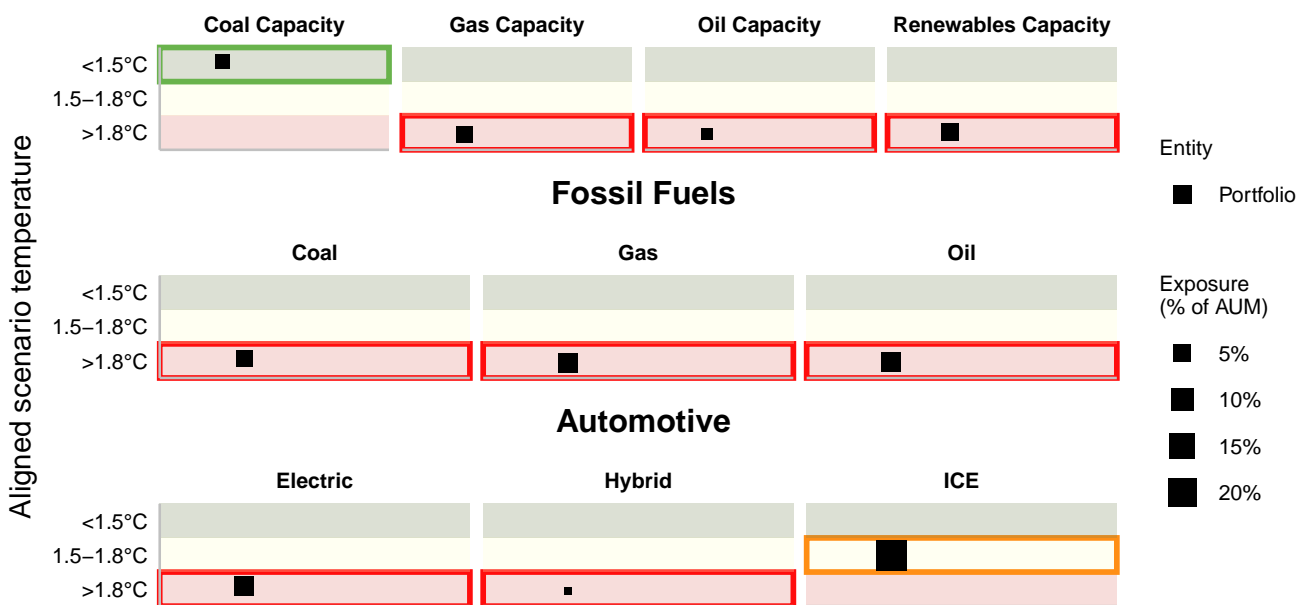 Coal Capacity Gas Capacity Oil Capacity Renewables Capacity
<1.5°C
1.5−1.8°C
>1.8°C
Fossil Fuels
Coal Gas Oil
<1.5°C
1.5−1.8°C
>1.8°C
Automotive
Electric Hybrid ICE
<1.5°C
1.5−1.8°C
>1.8°C
Aligned scenario temperature
Entity
Portfolio
Exposure
(% of AUM)
5%
10%
15%
20%